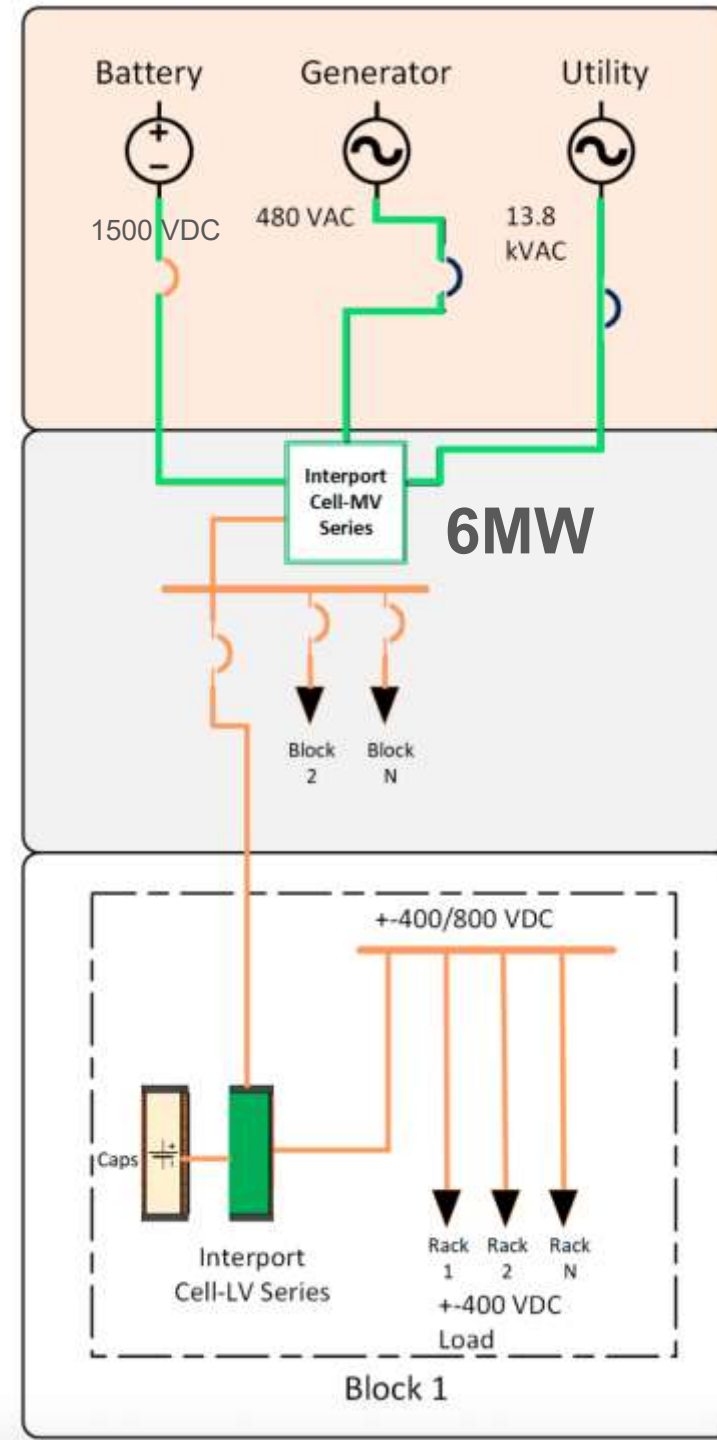 Battery
Generator
Utility
1500 VDC
480 VAC
13.8
kVAC
Interport
Cell-MV
Series
6MW
Block
2
Block
N
+-400/800 VDC
Caps
Interport
Cell-LV Series
Rack
1
Rack
2
Rack
N
+-400 VDC
Load
Block 1